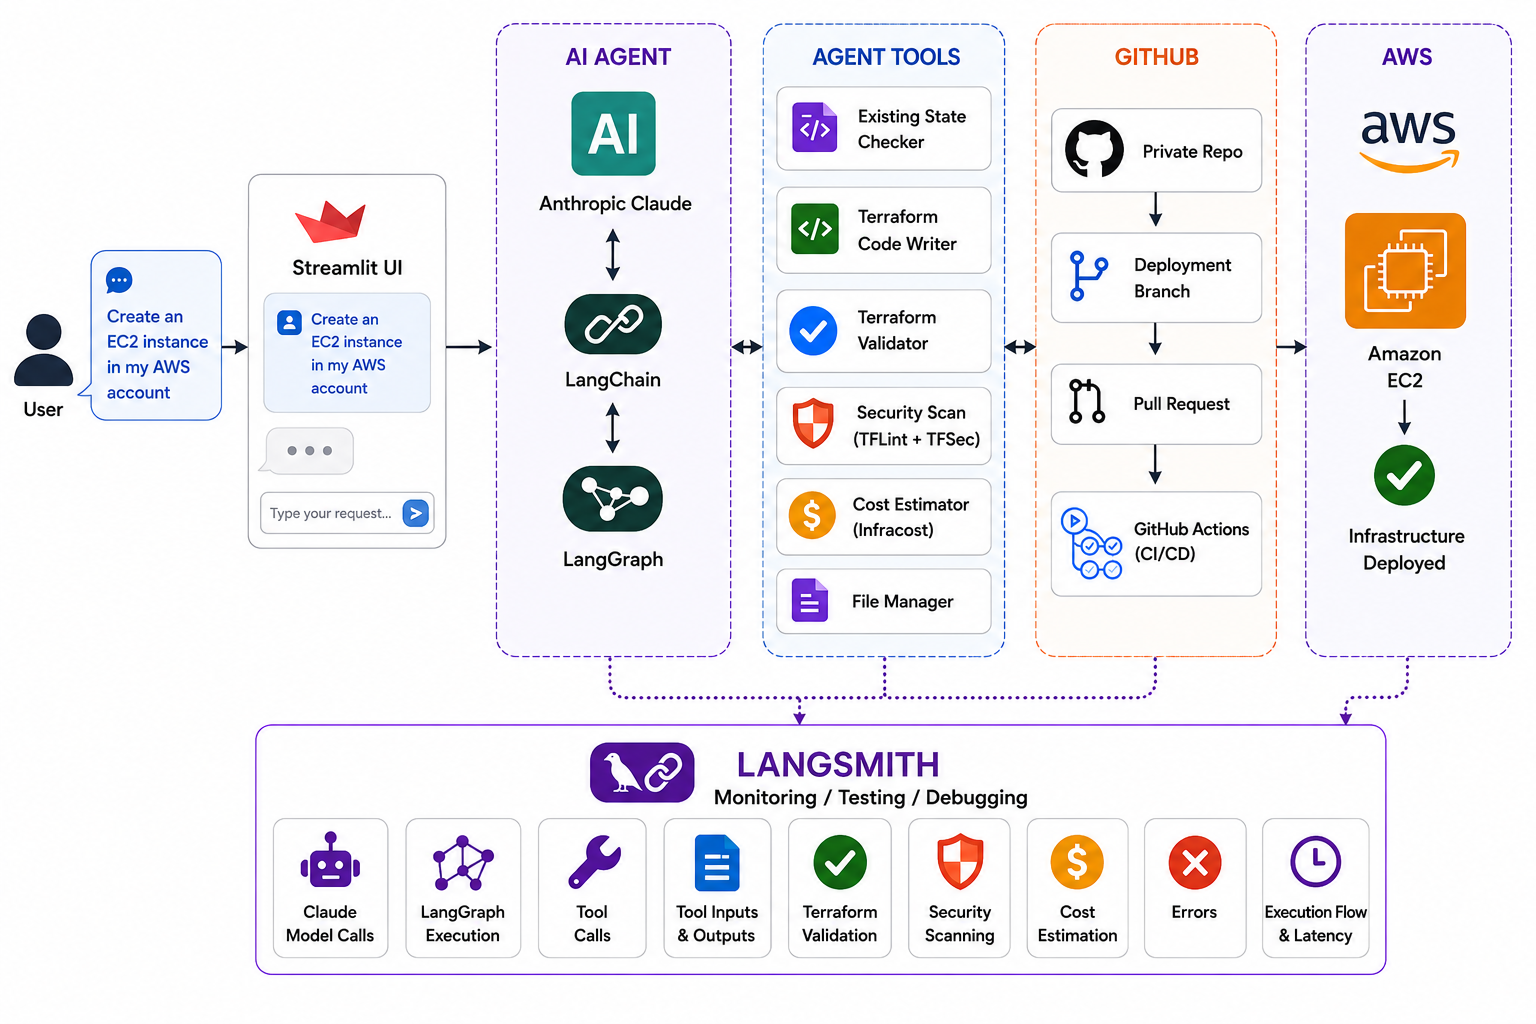 User
Create an
EC2 instance
in my AWS
account
Streamlit UI
Create an
EC2 instance
in my AWS
account
Type your request...
AI AGENT
AI
Anthropic Claude
LangChain
LangGraph
AGENT TOOLS
Existing State
Checker
Terraform
Code Writer
Terraform
Validator
Security Scan
(TFLint + TFSec)
Cost Estimator
(Infracost)
File Manager
GITHUB
Private Repo
Deployment
Branch
Pull Request
GitHub Actions
(CI/CD)
AWS
aws
Amazon
EC2
Infrastructure
Deployed
LANGSMITH
Monitoring / Testing / Debugging
Claude
Model Calls
LangGraph
Execution
Tool
Calls
Tool Inputs
& Outputs
Terraform
Validation
Security
Scanning
Cost
Estimation
Errors
Execution Flow
& Latency